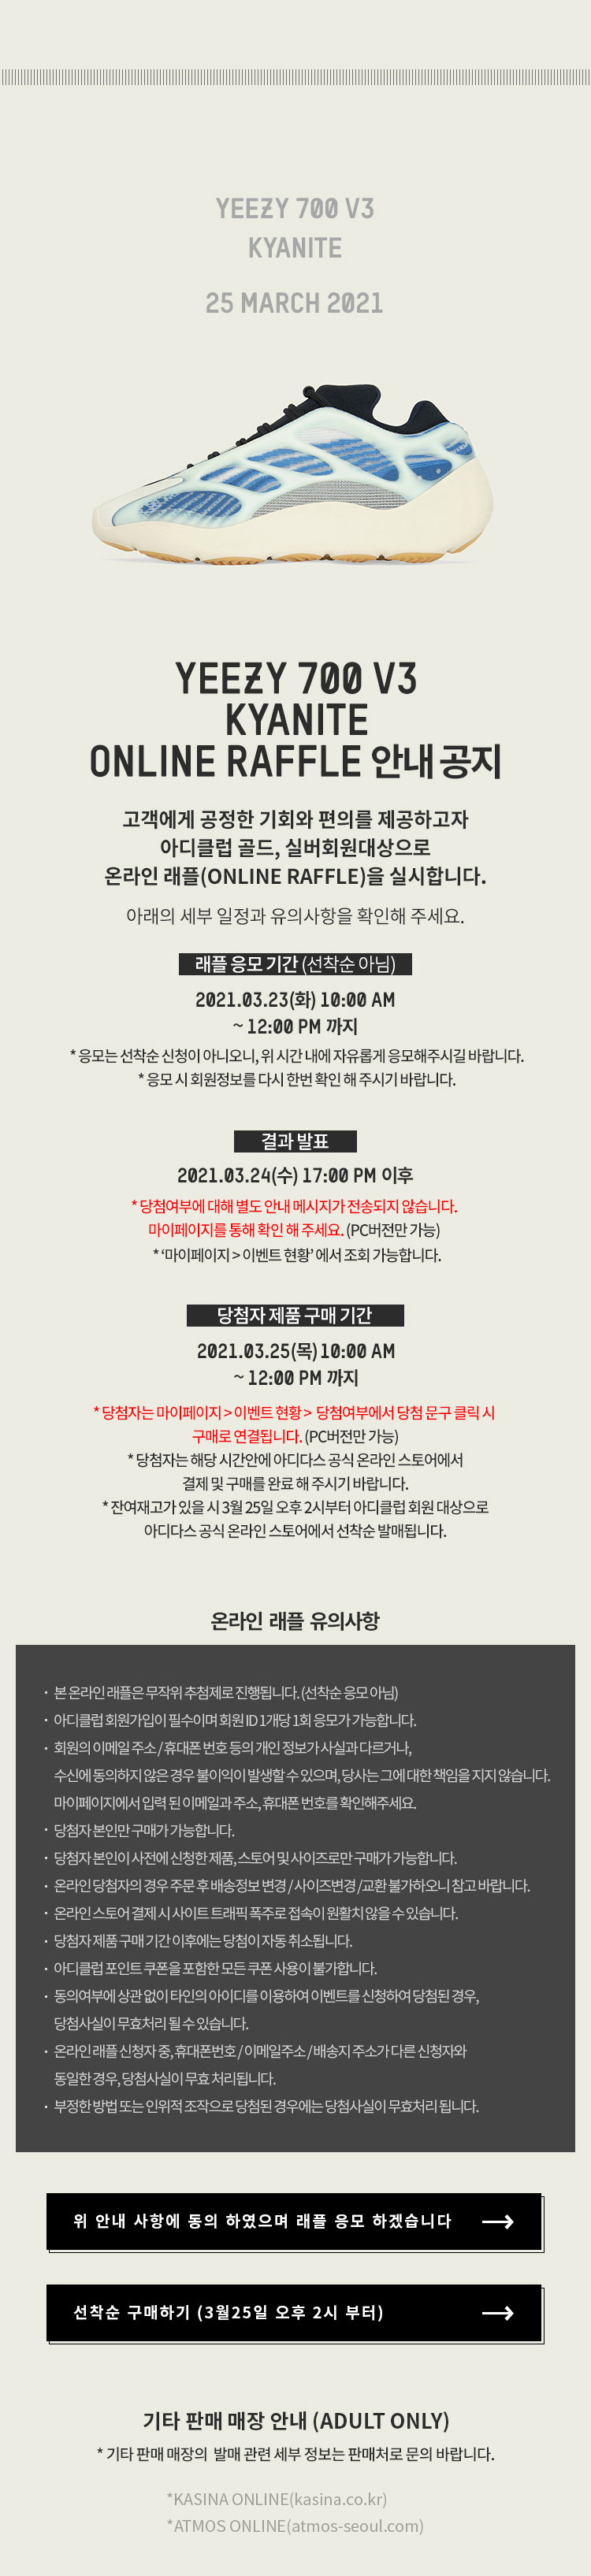 YEEZY 700 V3
KYANITE
25 MARCH 2021
YEEZY 700 V3
KYANITE
ONLINE RAFFLE 안내 공지
고객에게 공정한 기회와 편의를 제공하고자
아디클럽 골드, 실버회원대상으로
온라인 래플(ONLINE RAFFLE)을 실시합니다.
아래의 세부 일정과 유의사항을 확인해 주세요.
래플 응모 기간 (선착순 아님)
2021.03.23(화) 10:00 AM
~ 12:00 PM 까지
* 응모는 선착순 신청이 아니오니, 위 시간 내에 자유롭게 응모해주시길 바랍니다.
* 응모 시 회원정보를 다시 한번 확인 해 주시기 바랍니다.
결과 발표
2021.03.24(수) 17:00 PM 이후
* 당첨여부에 대해 별도 안내 메시지가 전송되지 않습니다.
마이페이지를 통해 확인 해 주세요. (PC버전만 가능)
* ‘마이페이지 > 이벤트 현황’ 에서 조회 가능합니다.
당첨자 제품 구매 기간
2021.03.25(목) 10:00 AM
~ 12:00 PM 까지
* 당첨자는 마이페이지 > 이벤트 현황 > 당첨여부에서 당첨 문구 클릭 시
구매로 연결됩니다. (PC버전만 가능)
* 당첨자는 해당 시간안에 아디다스 공식 온라인 스토어에서
결제 및 구매를 완료 해 주시기 바랍니다.
* 잔여재고가 있을 시 3월 25일 오후 2시부터 아디클럽 회원 대상으로
아디다스 공식 온라인 스토어에서 선착순 발매됩니다.
온라인 래플 유의사항
· 본 온라인 래플은 무작위 추첨제로 진행됩니다. (선착순 응모 아님)
· 아디클럽 회원가입이 필수이며 회원 ID 1개당 1회 응모가 가능합니다.
· 회원의 이메일 주소 / 휴대폰 번호 등의 개인 정보가 사실과 다르거나,
수신에 동의하지 않은 경우 불이익이 발생할 수 있으며, 당사는 그에 대한 책임을 지지 않습니다.
마이페이지에서 입력 된 이메일과 주소, 휴대폰 번호를 확인해주세요.
· 당첨자 본인만 구매가 가능합니다.
· 당첨자 본인이 사전에 신청한 제품, 스토어 및 사이즈로만 구매가 가능합니다.
· 온라인 당첨자의 경우 주문 후 배송정보 변경 / 사이즈변경 /교환 불가하오니 참고 바랍니다.
· 온라인 스토어 결제 시 사이트 트래픽 폭주로 접속이 원활치 않을 수 있습니다.
· 당첨자 제품 구매 기간 이후에는 당첨이 자동 취소됩니다.
· 아디클럽 포인트 쿠폰을 포함한 모든 쿠폰 사용이 불가합니다.
· 동의여부에 상관 없이 타인의 아이디를 이용하여 이벤트를 신청하여 당첨된 경우,
당첨사실이 무효처리 될 수 있습니다.
· 온라인 래플 신청자 중, 휴대폰번호 / 이메일주소 / 배송지 주소가 다른 신청자와
동일한 경우, 당첨사실이 무효 처리됩니다.
· 부정한 방법 또는 인위적 조작으로 당첨된 경우에는 당첨사실이 무효처리 됩니다.
위 안내 사항에 동의 하였으며 래플 응모 하겠습니다
선착순 구매하기 (3월25일 오후 2시 부터)
기타 판매 매장 안내 (ADULT ONLY)
* 기타 판매 매장의 발매 관련 세부 정보는 판매처로 문의 바랍니다.
*KASINA ONLINE(kasina.co.kr)
*ATMOS ONLINE(atmos-seoul.com)